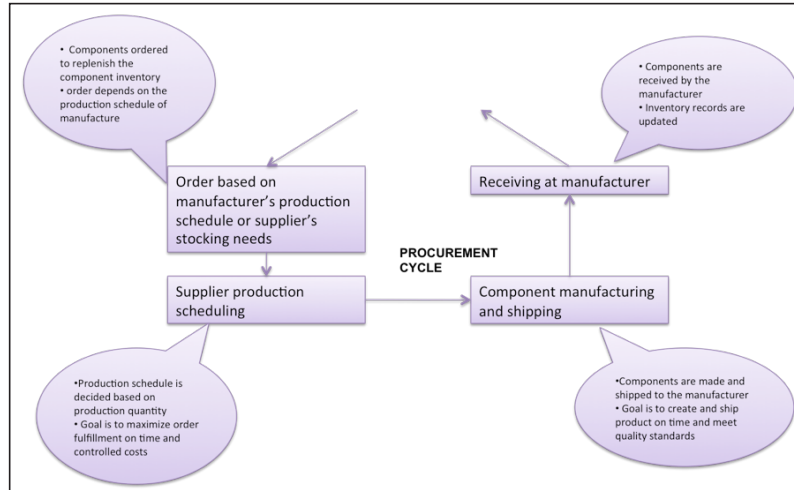 • Components ordered
to replenish the
component inventory
• order depends on the
production schedule of
manufacture
• Components are
received by the
manufacturer
• Inventory records are
updated
Order based on
manufacturer's production
schedule or supplier's
stocking needs
Receiving at manufacturer
PROCUREMENT
CYCLE
Supplier production
scheduling
Component manufacturing
and shipping
•Production schedule is
decided based on
production quantity
• Goal is to maximize order
fulfillment on time and
controlled costs
•Components are made and
shipped to the manufacturer
• Goal is to create and ship
product on time and meet
quality standards